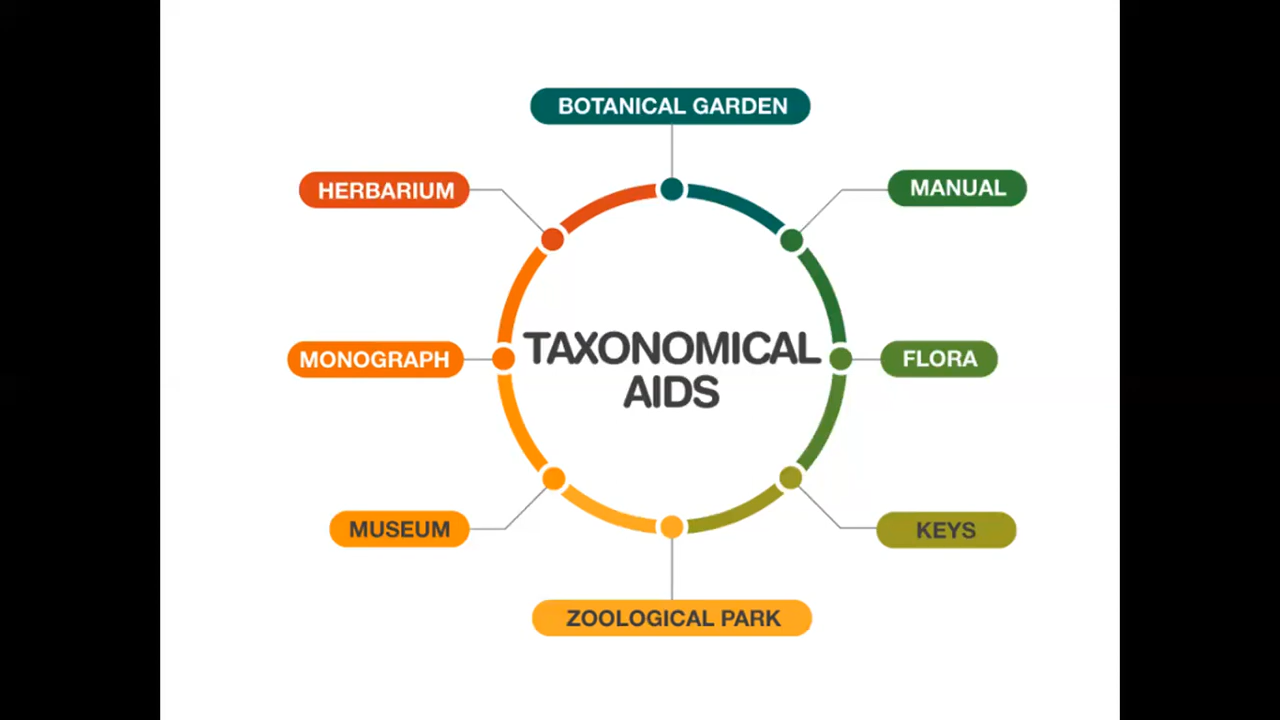 BOTANICAL GARDEN
HERBARIUM
MANUAL
TAXONOMICAL
AIDS
MONOGRAPH
FLORA
MUSEUM
KEYS
ZOOLOGICAL PARK